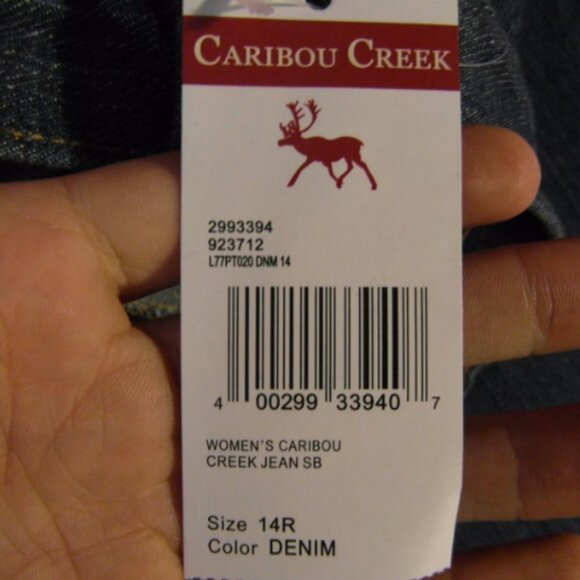 CARIBOU CREEK
2993394
923712
L77PT020 DNM 14
4 00299 33940 7
WOMEN'S CARIBOU
CREEK JEAN SB
Size 14R
Color DENIM